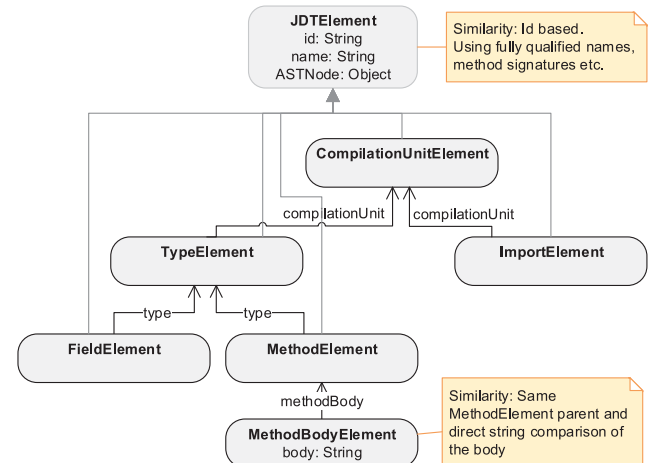 JDTElement
id: String
name: String
ASTNode: Object
Similarity: Id based.
Using fully qualified names,
method signatures etc.
CompilationUnitElement
compilationUnit
compilationUnit
TypeElement
ImportElement
type
type
FieldElement
MethodElement
methodBody
MethodBodyElement
body: String
Similarity: Same
MethodElement parent and
direct string comparison of
the body